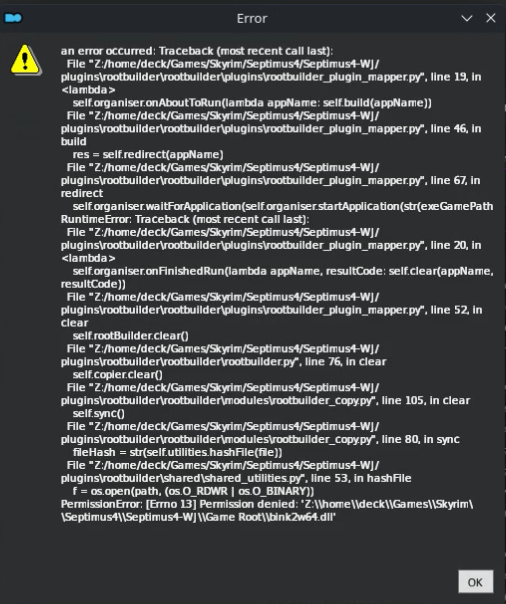 Error
an error occurred: Traceback (most recent call last):
File "Z:/home/deck/Games/Skyrim/Septimus4/Septimus4-WJ/
plugins\rootbuilder\plugins\rootbuilder_plugin_mapper.py", line 19, in
<lambda>
self.organiser.onAboutToRun(lambda appName: self.build(appName))
File "Z:/home/deck/Games/Skyrim/Septimus4/Septimus4-WJ/
plugins\rootbuilder\plugins\rootbuilder_plugin_mapper.py", line 46, in
build
res = self.redirect(appName)
File "Z:/home/deck/Games/Skyrim/Septimus4/Septimus4-WJ/
plugins\rootbuilder\plugins\rootbuilder_plugin_mapper.py", line 67, in
redirect
self.organiser.waitForApplication(self.organiser.startApplication(str(exeGamePath
RuntimeError: Traceback (most recent call last):
File "Z:/home/deck/Games/Skyrim/Septimus4/Septimus4-WJ/
plugins\rootbuilder\plugins\rootbuilder_plugin_mapper.py", line 20, in
<lambda>
self.organiser.onFinishedRun(lambda appName, resultCode: self.clear(appName,
resultCode))
File "Z:/home/deck/Games/Skyrim/Septimus4/Septimus4-WJ/
plugins\rootbuilder\plugins\rootbuilder_plugin_mapper.py", line 52, in
clear
self.rootBuilder.clear()
File "Z:/home/deck/Games/Skyrim/Septimus4/Septimus4-WJ/
plugins\rootbuilder\rootbuilder.py", line 76, in clear
self.copier.clear()
File "Z:/home/deck/Games/Skyrim/Septimus4/Septimus4-WJ/
plugins\rootbuilder\modules\rootbuilder_copy.py", line 105, in clear
self.sync()
File "Z:/home/deck/Games/Skyrim/Septimus4/Septimus4-WJ/
plugins\rootbuilder\modules\rootbuilder_copy.py", line 80, in sync
fileHash = str(self.utilities.hashFile(file))
File "Z:/home/deck/Games/Skyrim/Septimus4/Septimus4-WJ/
plugins\rootbuilder\shared\shared_utilities.py", line 53, in hashFile
f = os.open(path, (os.O_RDWR | os.O_BINARY))
PermissionError: [Errno 13] Permission denied: 'Z:\\home\\deck\\Games\\Skyrim\
\Septimus4\\Septimus4-WJ\\Game Root\\bink2w64.dll'
OK